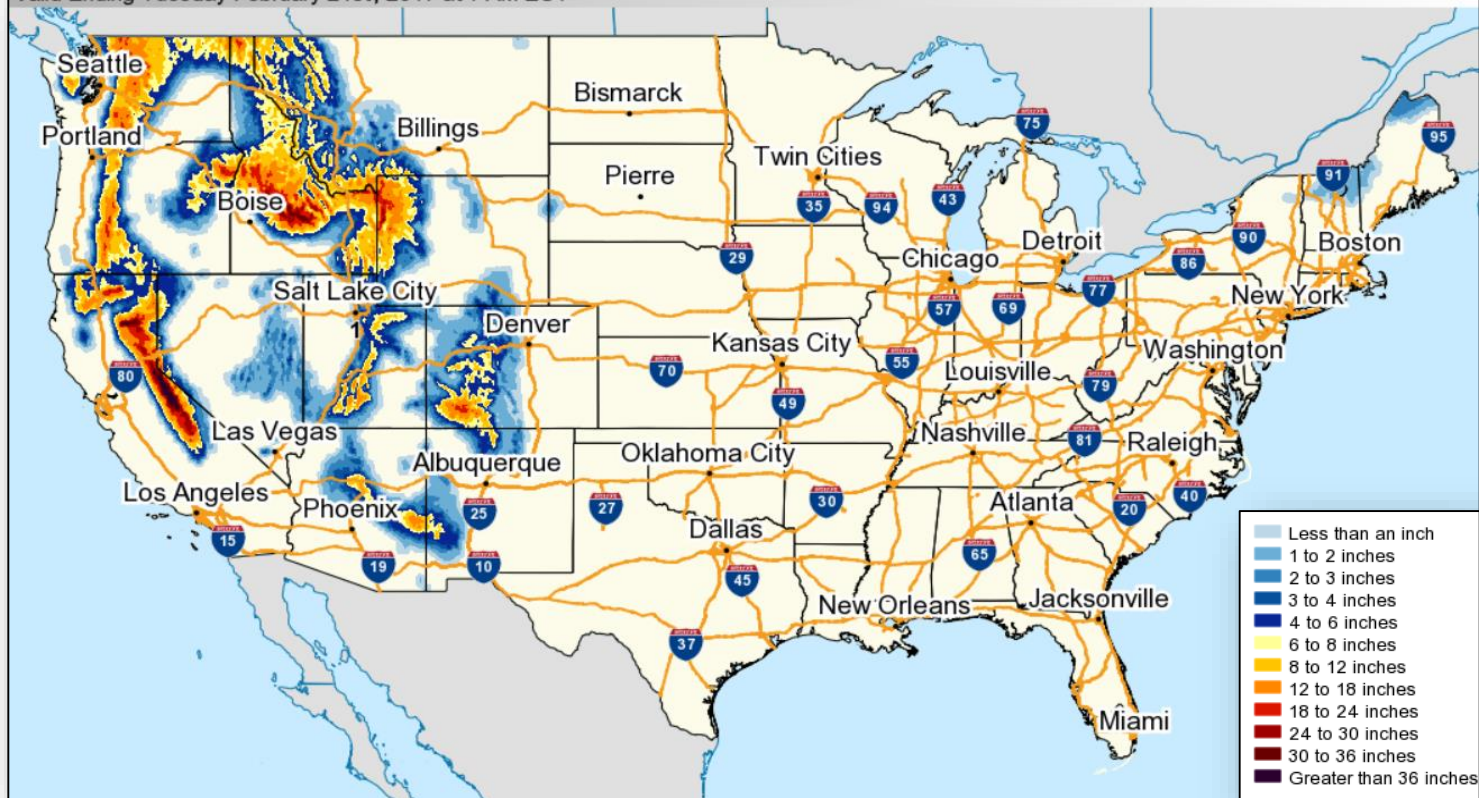 Valid Ending Tuesday February
Seattle
Bismarck
75
Portland
Billings
95
Twin Cities
91
Pierre
Boise
35
94
43
90
Boston
Detroit
29
Chicago
86
Salt Lake City
77
New York
57
69
Denver
Kansas City
Washington
80
70
55
Louisville
79
49
Las Vegas
Nashville
81
Raleigh
Albuquerque
Oklahoma City
Los Angeles
Phoenix
25
27
30
Atlanta
20
40
15
Dallas
65
19
10
45
New Orleans
Jacksonville
37
Miami
Less than an inch
1 to 2 inches
2 to 3 inches
3 to 4 inches
4 to 6 inches
6 to 8 inches
8 to 12 inches
12 to 18 inches
18 to 24 inches
24 to 30 inches
30 to 36 inches
Greater than 36 inches